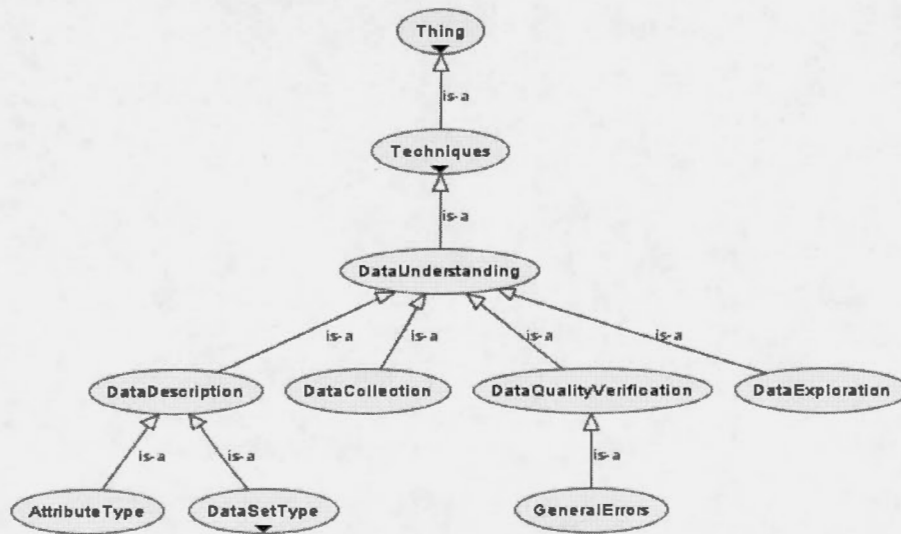 Thing
is-a
Techniques
is-a
DataUnderstanding
is-a
is-a
is-a
is-a
DataDescription
DataCollection
DataQualityVerification
DataExploration
is-a
is-a
is-a
AttributeType
DataSetType
GeneralErrors